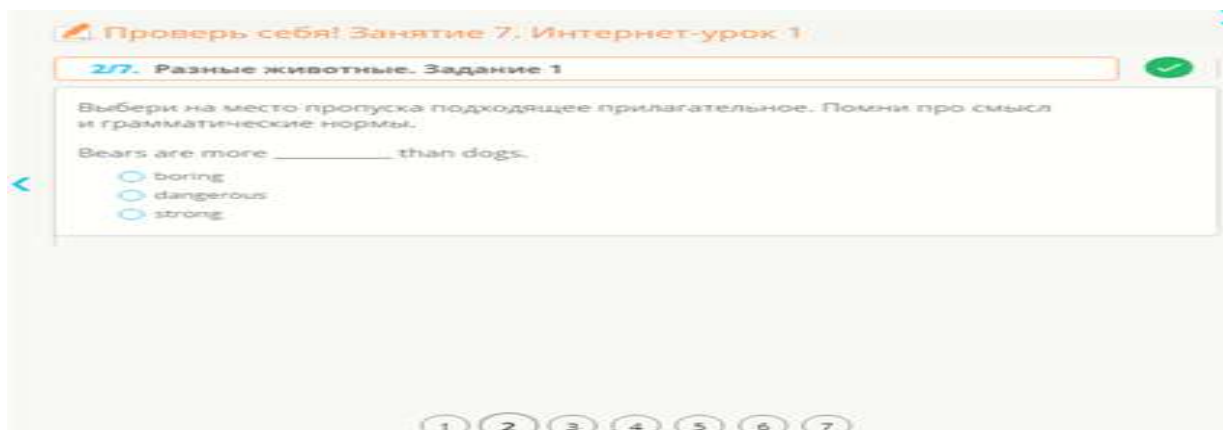 Проверь себя! Занятие 7. Интернет-урок 1
2/7. Разные животные. Задание 1
Выбери на место пропуска подходящее прилагательное. Помни про смысл
и грамматические нормы.
Bears are more _________ than dogs.
boring
dangerous
strong
1 2 3 4 5 6 7